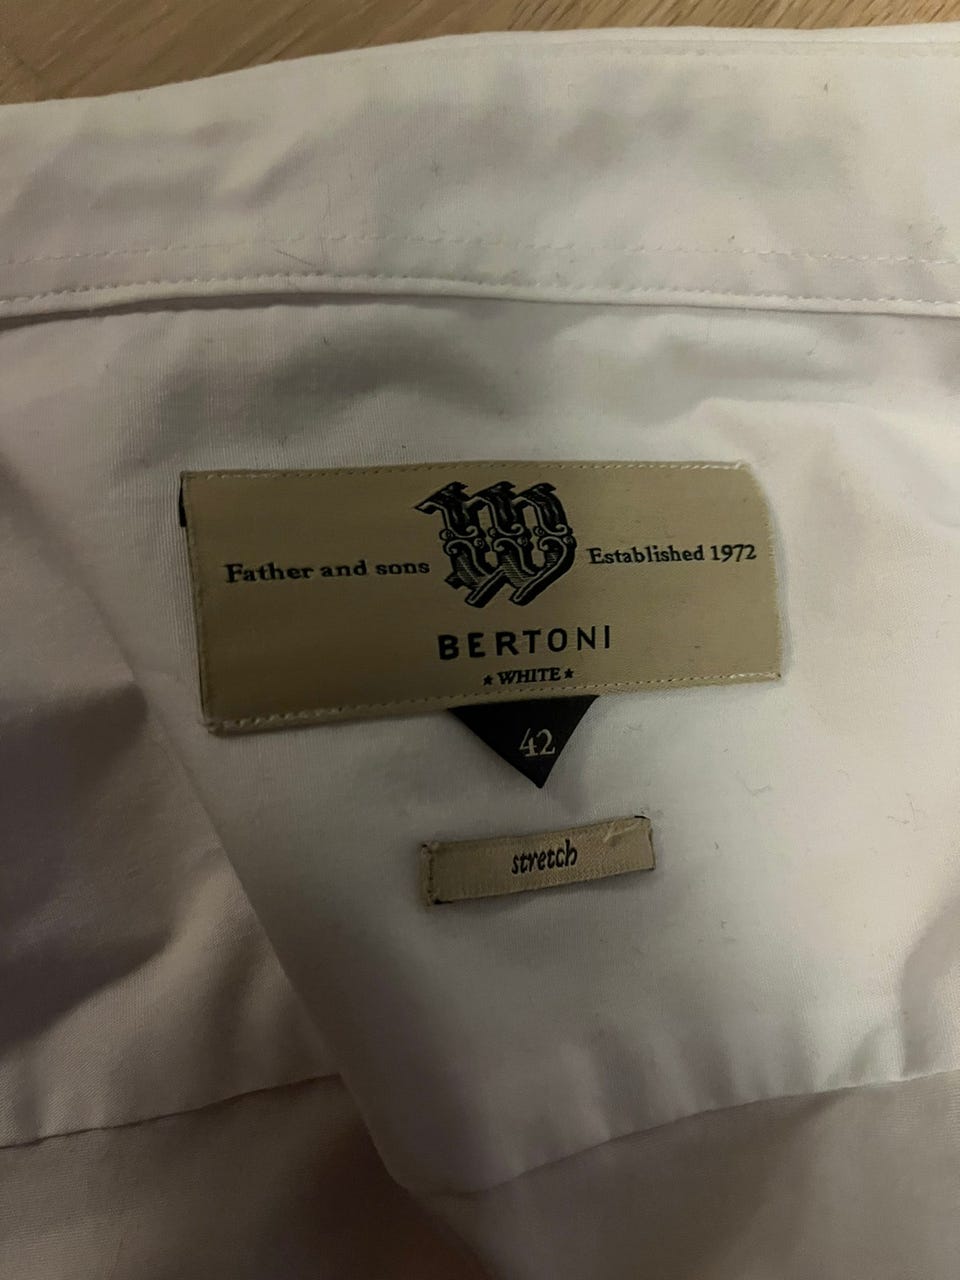 Father and sons W Established 1972
BERTONI
★ WHITE ★
42
stretch